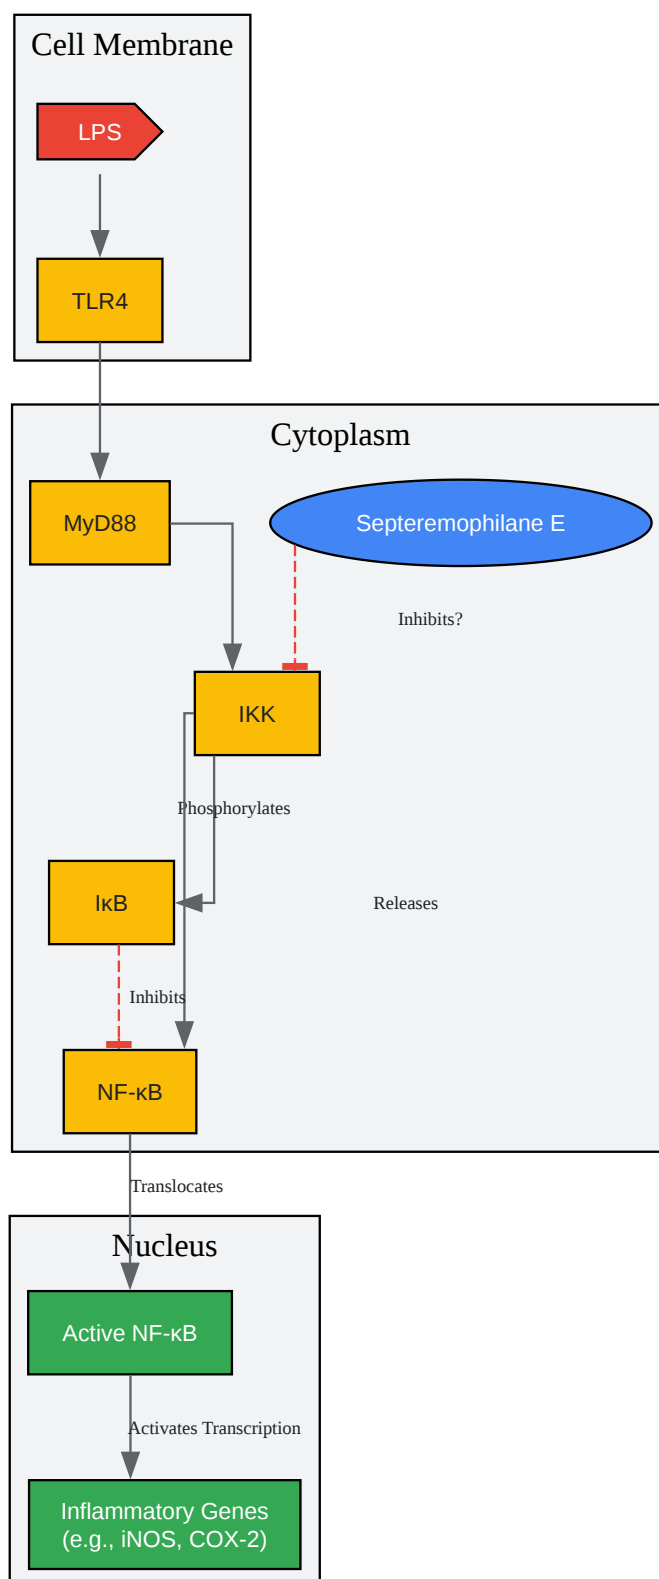 Cell Membrane
LPS
TLR4
Cytoplasm
MyD88
Septeremophilane E
Inhibits?
IKK
Phosphorylates
IκB
Releases
Inhibits
NF-κB
Translocates
Nucleus
Active NF-κB
Activates Transcription
Inflammatory Genes
(e.g., iNOS, COX-2)